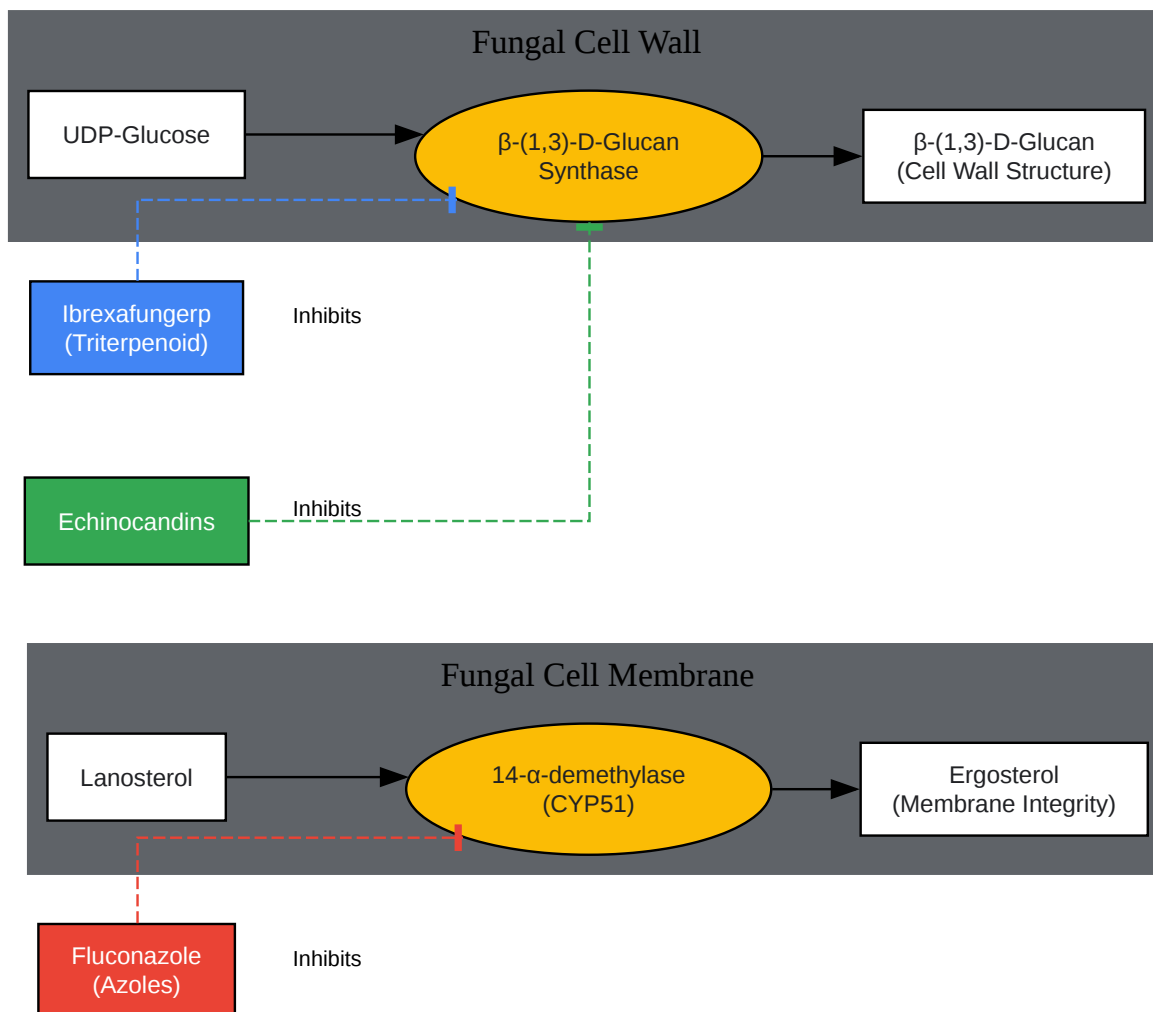 Fungal Cell Wall
UDP-Glucose
β-(1,3)-D-Glucan
Synthase
β-(1,3)-D-Glucan
(Cell Wall Structure)
Ibrexafungerp
(Triterpenoid)
Inhibits
Echinocandins
Inhibits
Fungal Cell Membrane
Lanosterol
14-α-demethylase
(CYP51)
Ergosterol
(Membrane Integrity)
Fluconazole
(Azoles)
Inhibits